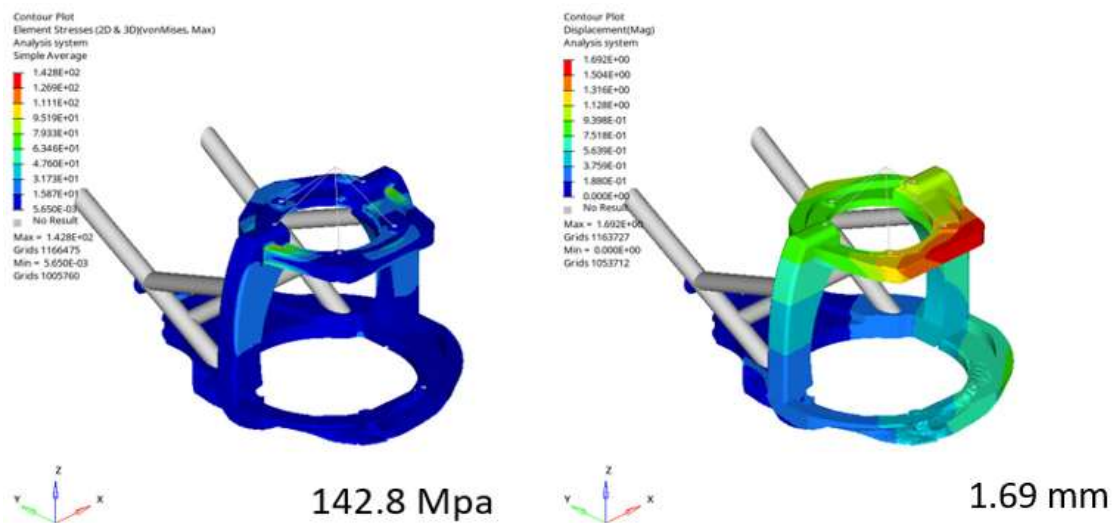 Contour Plot
Element Stresses (2D & 3D)(vonMises, Max)
Analysis system
Simple Average
1.428E+02
1.269E+02
1.111E+02
9.519E+01
7.933E+01
6.346E+01
4.760E+01
3.173E+01
1.587E+01
5.650E-03
No Result
Max = 1.428E+02
Grids 1166475
Min = 5.650E-03
Grids 1005760
Z
Y
X
142.8 Mpa
Contour Plot
Displacement(Mag)
Analysis system
1.692E+00
1.504E+00
1.316E+00
1.128E+00
9.398E-01
7.518E-01
5.639E-01
3.759E-01
1.880E-01
0.000E+00
No Result
Max = 1.692E+00
Grids 1163727
Min = 0.000E+00
Grids 1053712
Z
Y
X
1.69 mm